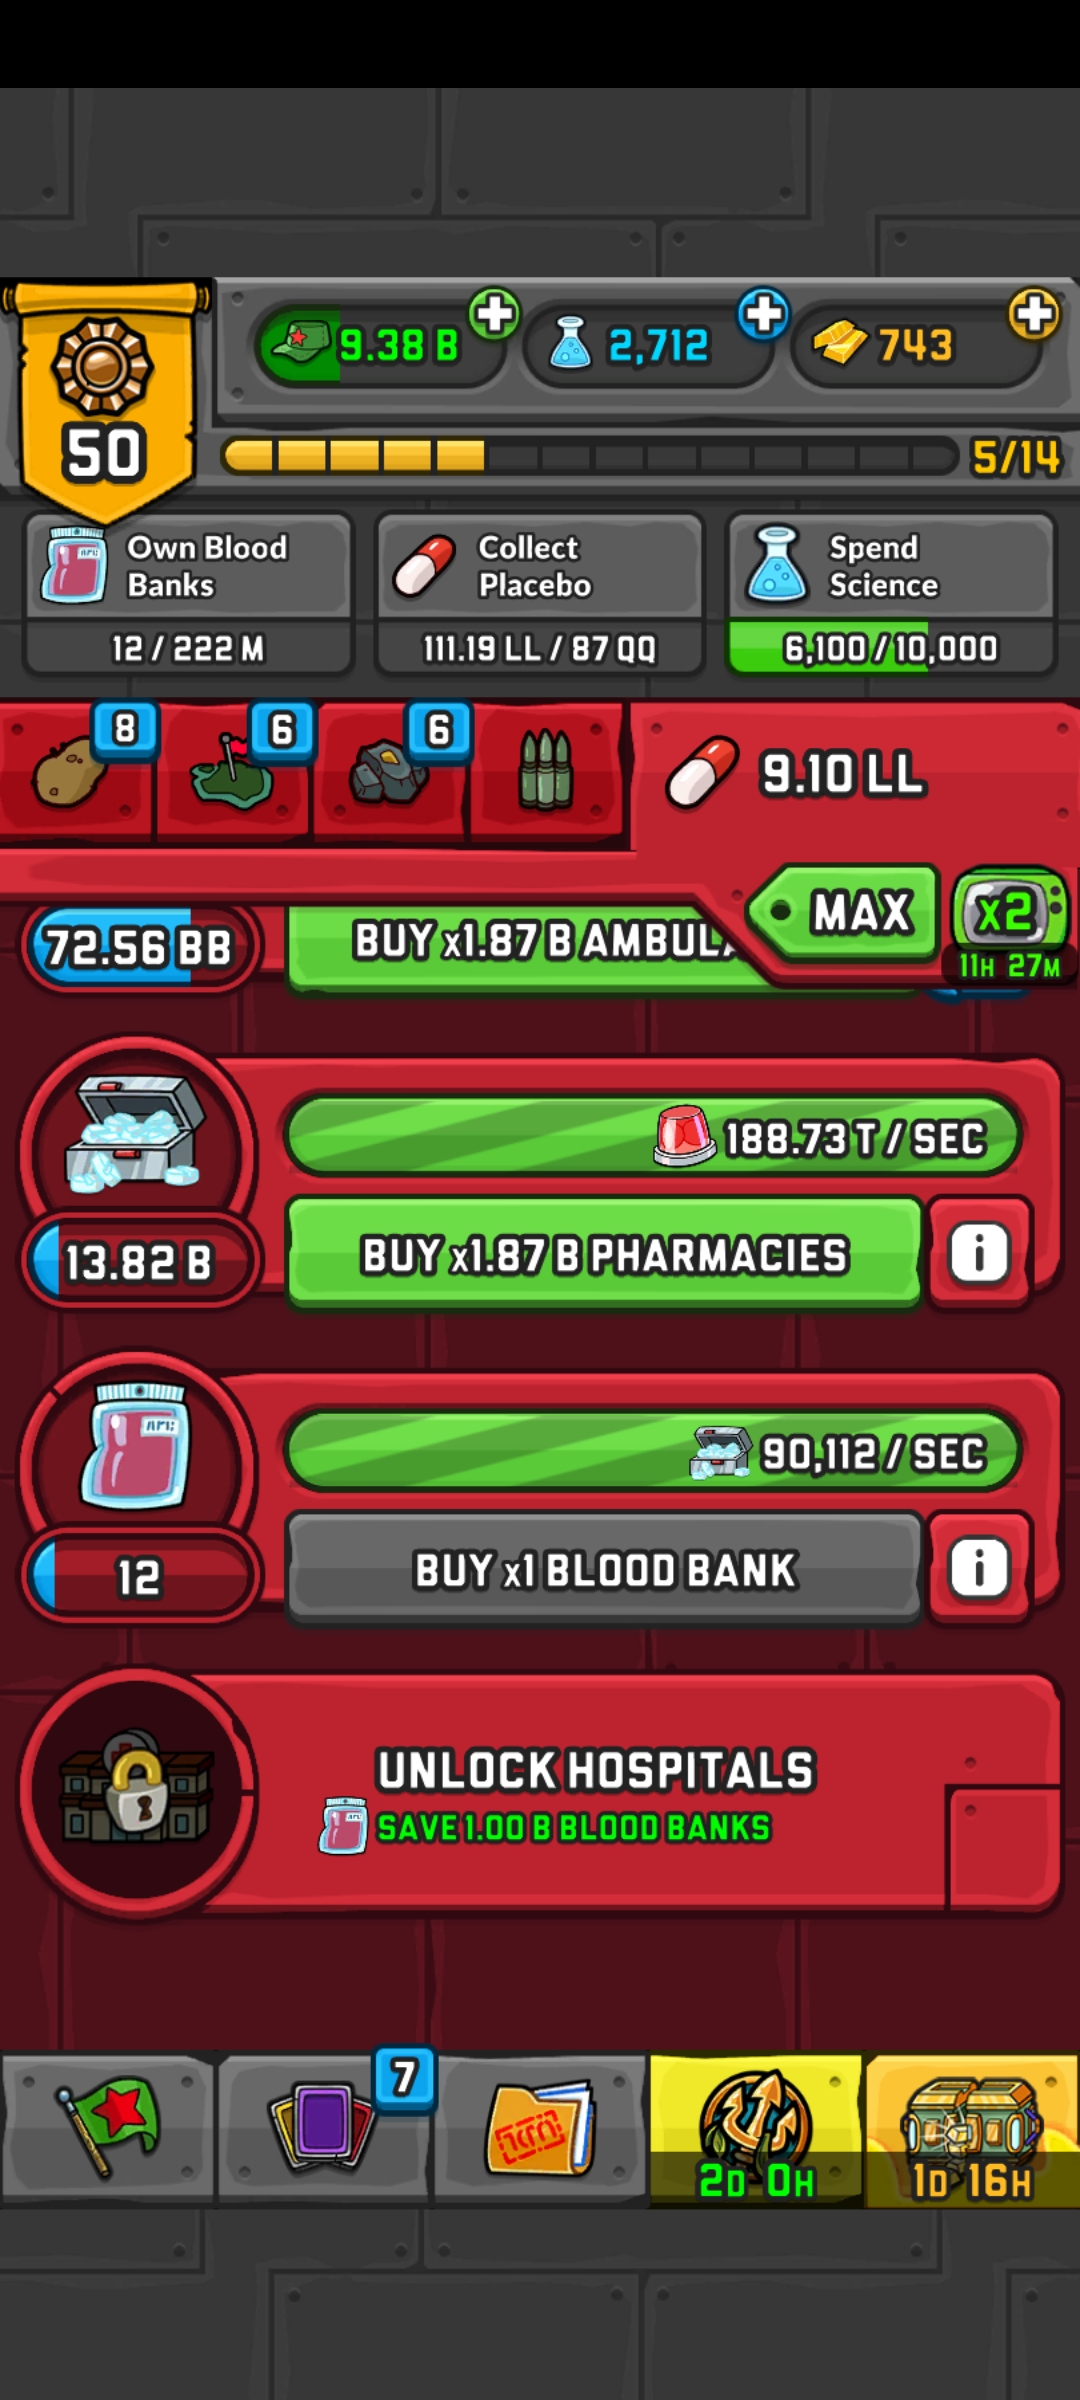 9.38 B
2,712
743
50
5/14
Own Blood
Banks
12 / 222 M
Collect
Placebo
111.19 LL / 87 QQ
Spend
Science
6,100 / 10,000
8
6
6
9.10 LL
MAX
x2
11H 27M
72.56 BB
BUY x1.87 B AMBULA
188.73 T / SEC
13.82 B
BUY x1.87 B PHARMACIES
i
90,112 / SEC
12
BUY x1 BLOOD BANK
i
UNLOCK HOSPITALS
SAVE 1.00 B BLOOD BANKS
7
2D 0H
1D 16H